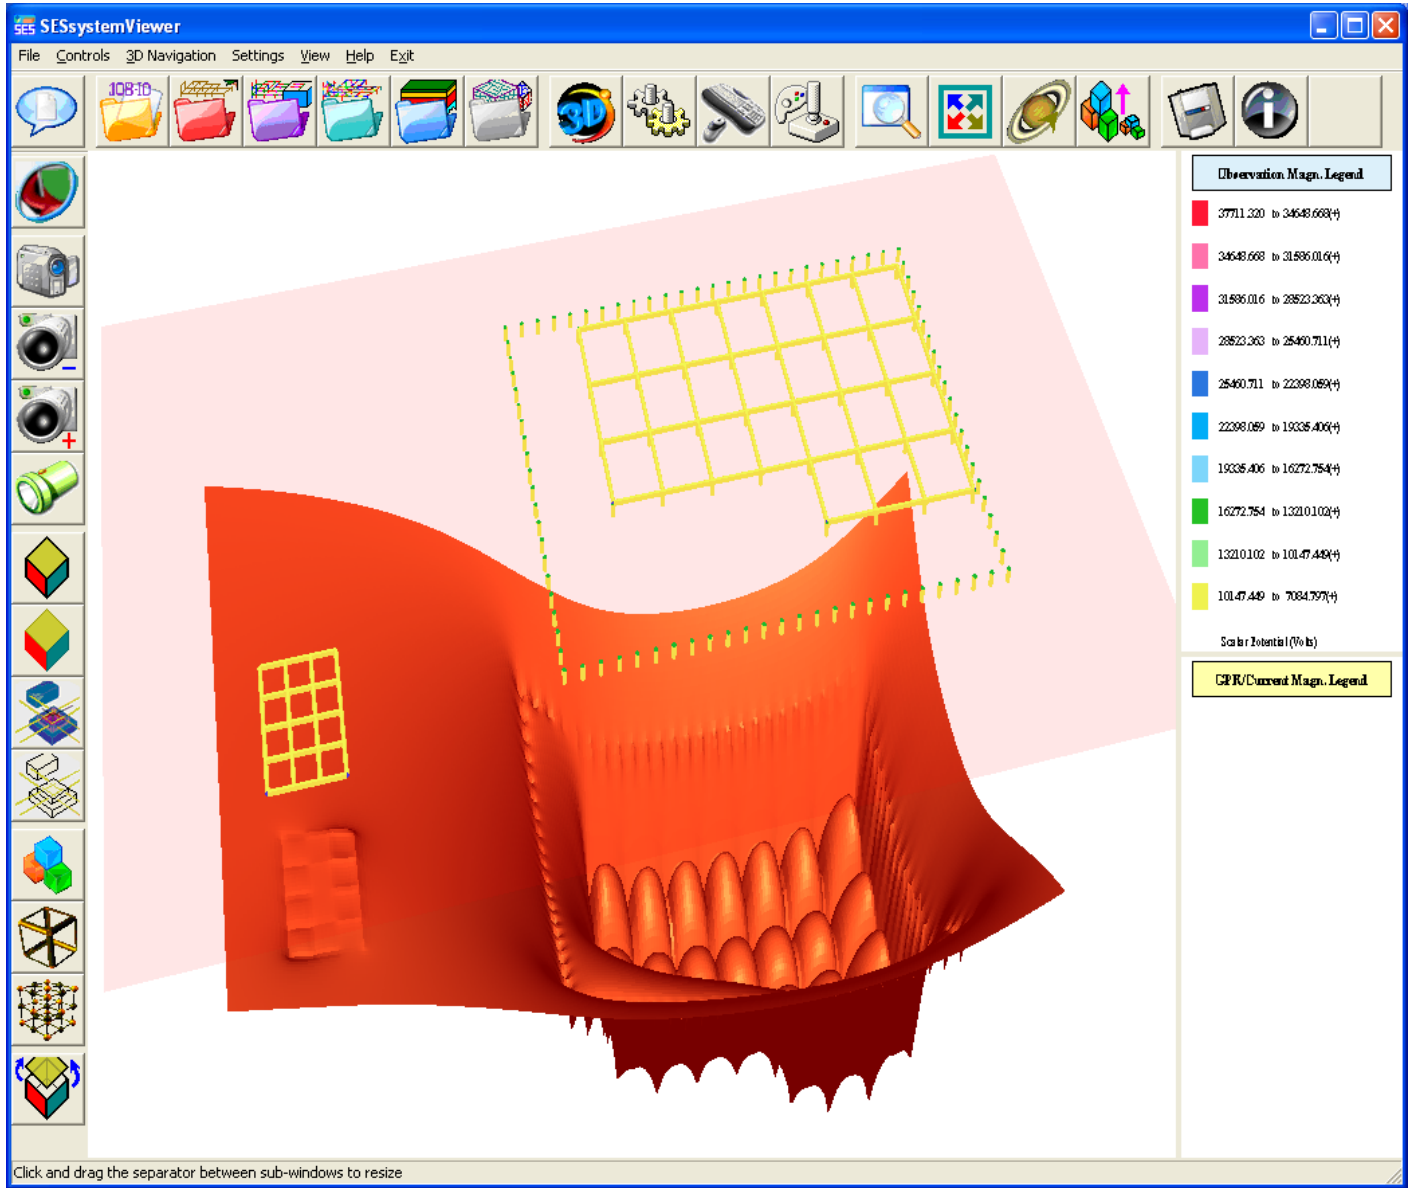 SES SESsystemViewer
File Controls 3D Navigation Settings View Help Exit
JOB-ID
3D
Observation Magn. Legend
37711.320 to 34648.668(+)
34648.668 to 31586.016(+)
31586.016 to 28523.363(+)
28523.363 to 25460.711(+)
25460.711 to 22398.059(+)
22398.059 to 19335.406(+)
19335.406 to 16272.754(+)
16272.754 to 13210.102(+)
13210.102 to 10147.449(+)
10147.449 to 7084.797(+)
Scalar Potential (Volts)
GPR/Current Magn. Legend
Click and drag the separator between sub-windows to resize